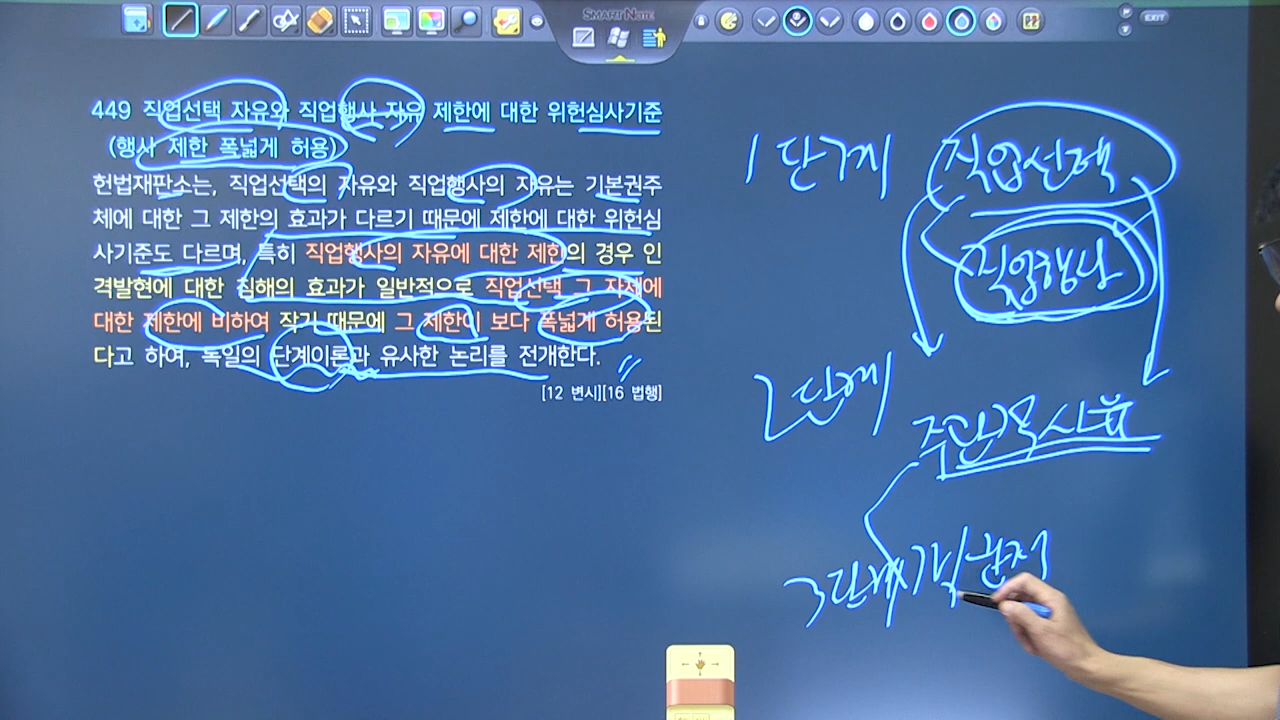 SMARTNOTE
EXIT
449 직업선택 자유와 직업행사 자유 제한에 대한 위헌심사기준
(행사 제한 폭넓게 허용)
헌법재판소는, 직업선택의 자유와 직업행사의 자유는 기본권주
체에 대한 그 제한의 효과가 다르기 때문에 제한에 대한 위헌심
사기준도 다르며, 특히 직업행사의 자유에 대한 제한의 경우 인
격발현에 대한 침해의 효과가 일반적으로 직업선택 그 자체에
대한 제한에 비하여 작기 때문에 그 제한이 보다 폭넓게 허용된
다고 하여, 독일의 단계이론과 유사한 논리를 전개한다.
[12 변시][16 법행]
1단계 직업선택
직업행사
2단계
주관적 사유
3단계 객관적